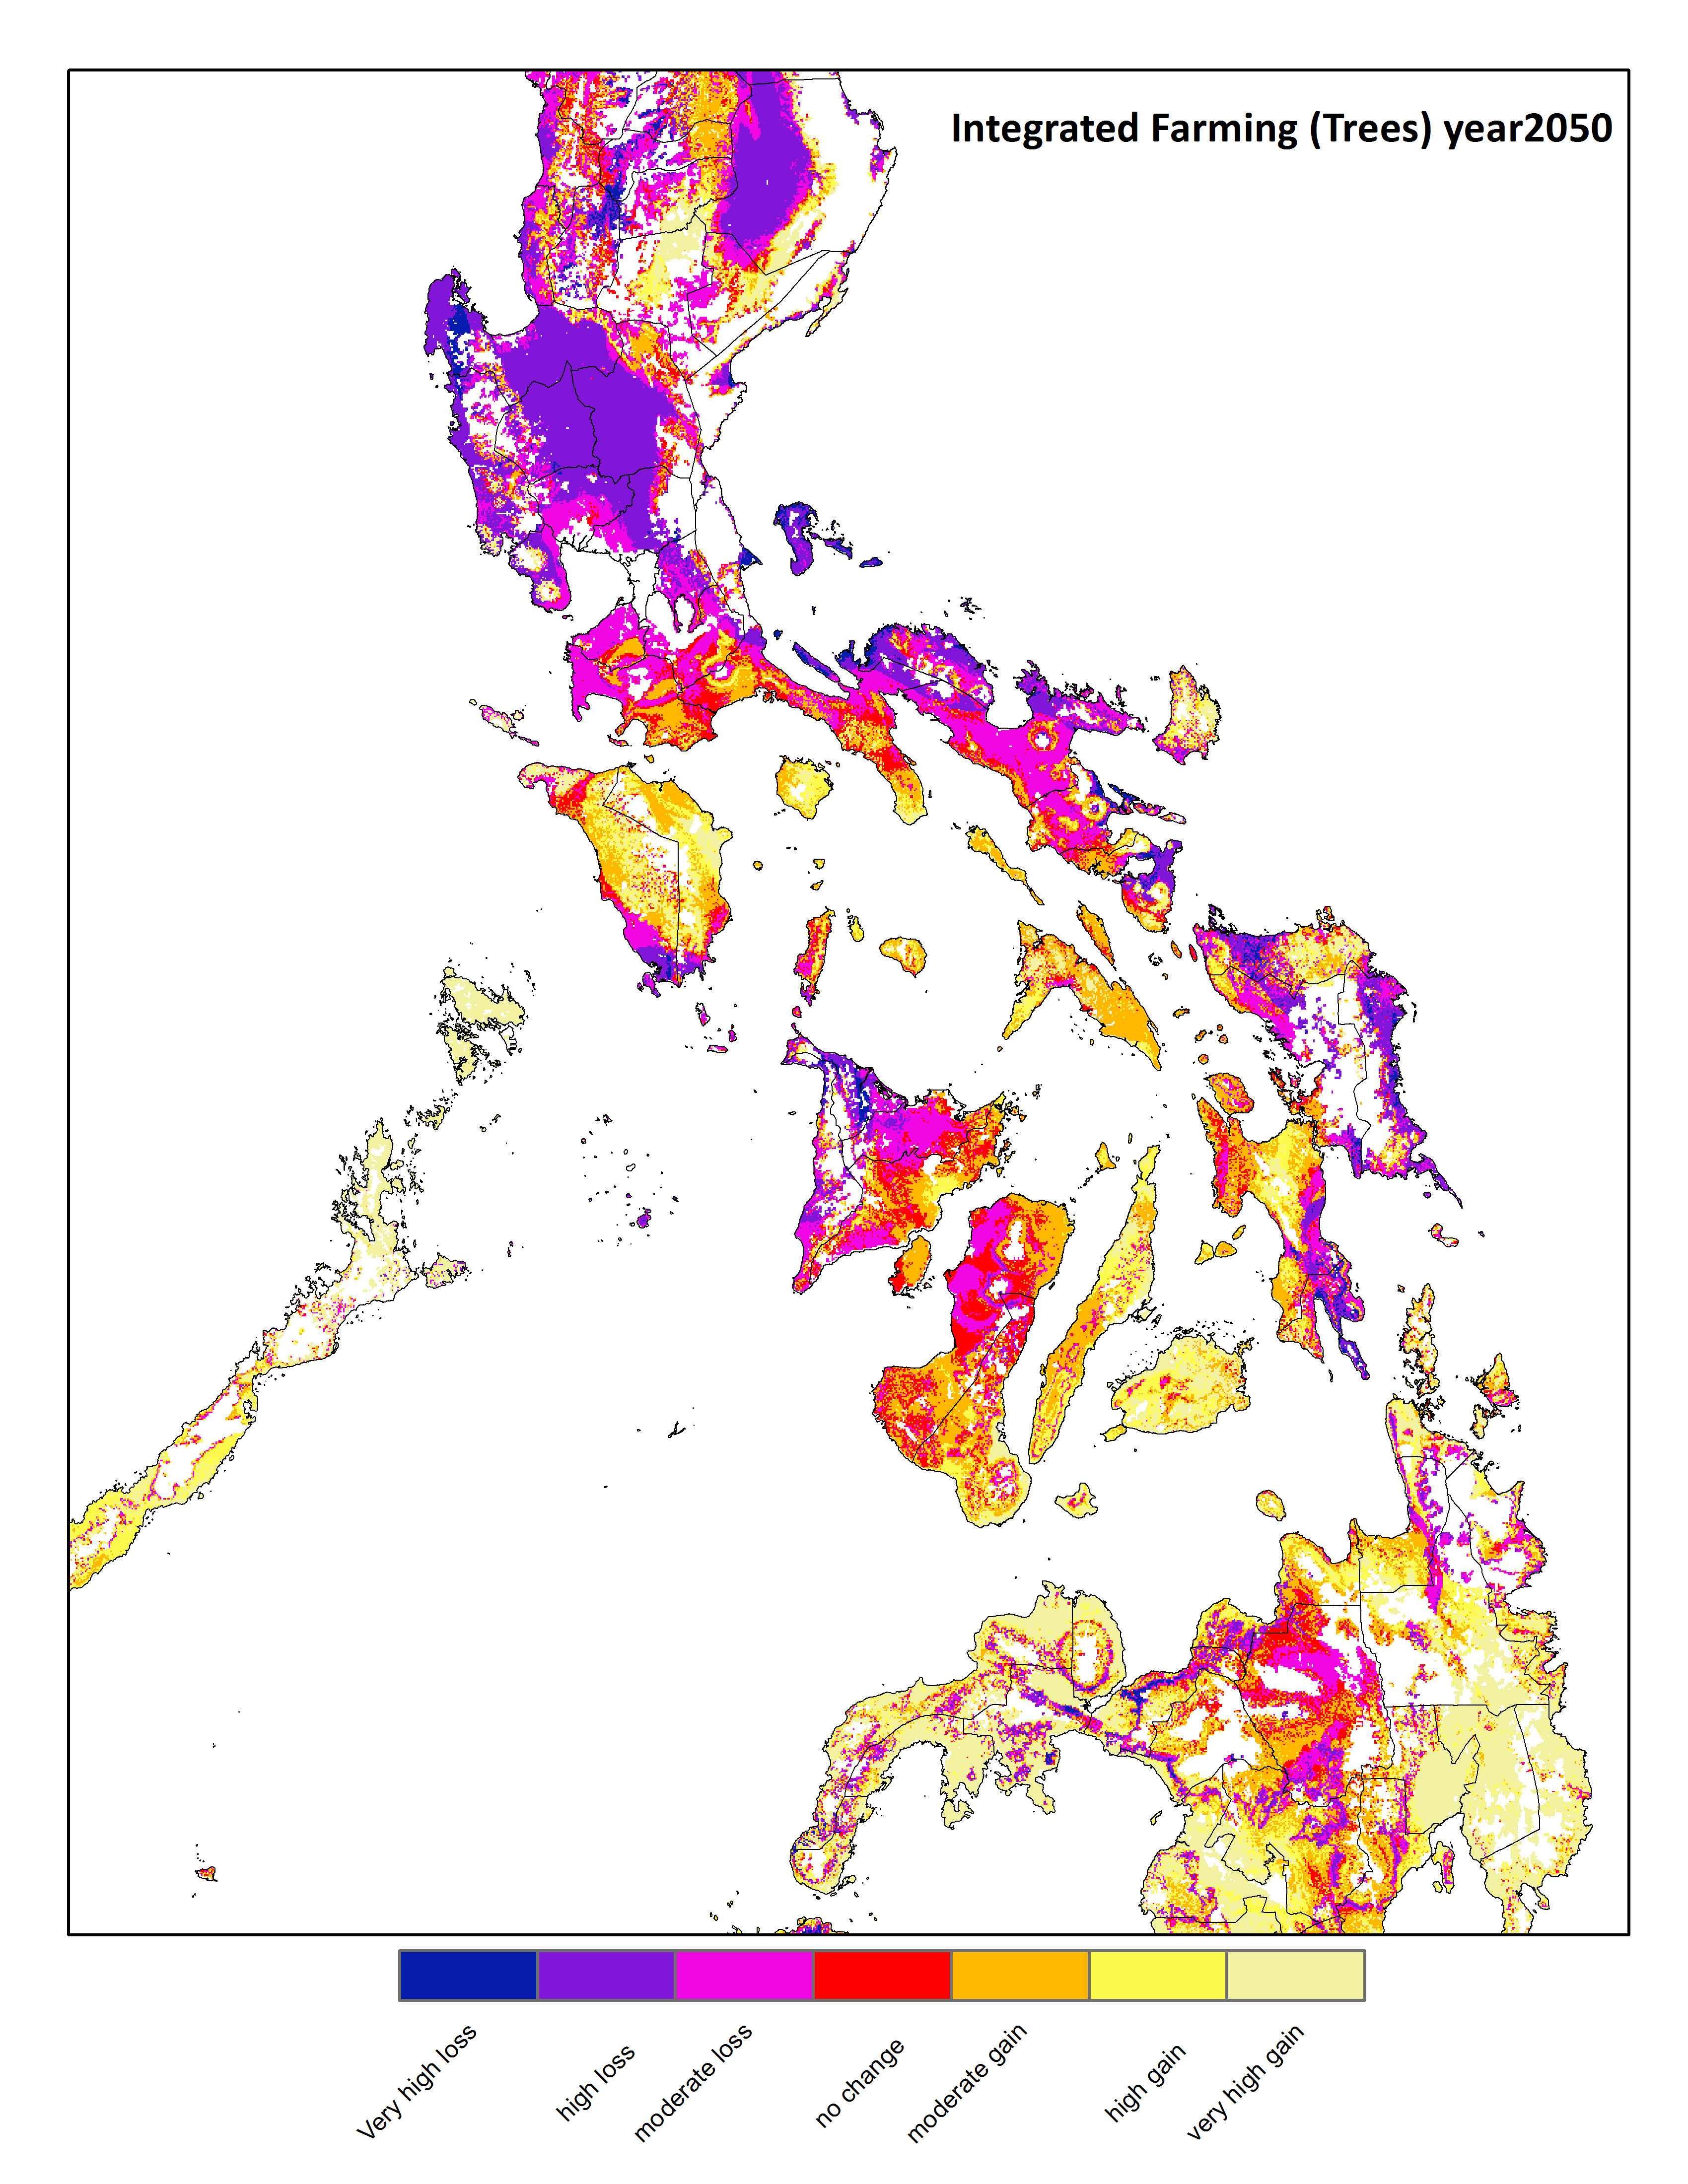 Integrated Farming (Trees) year2050
Very high loss
high loss
moderate loss
no change
moderate gain
high gain
very high gain